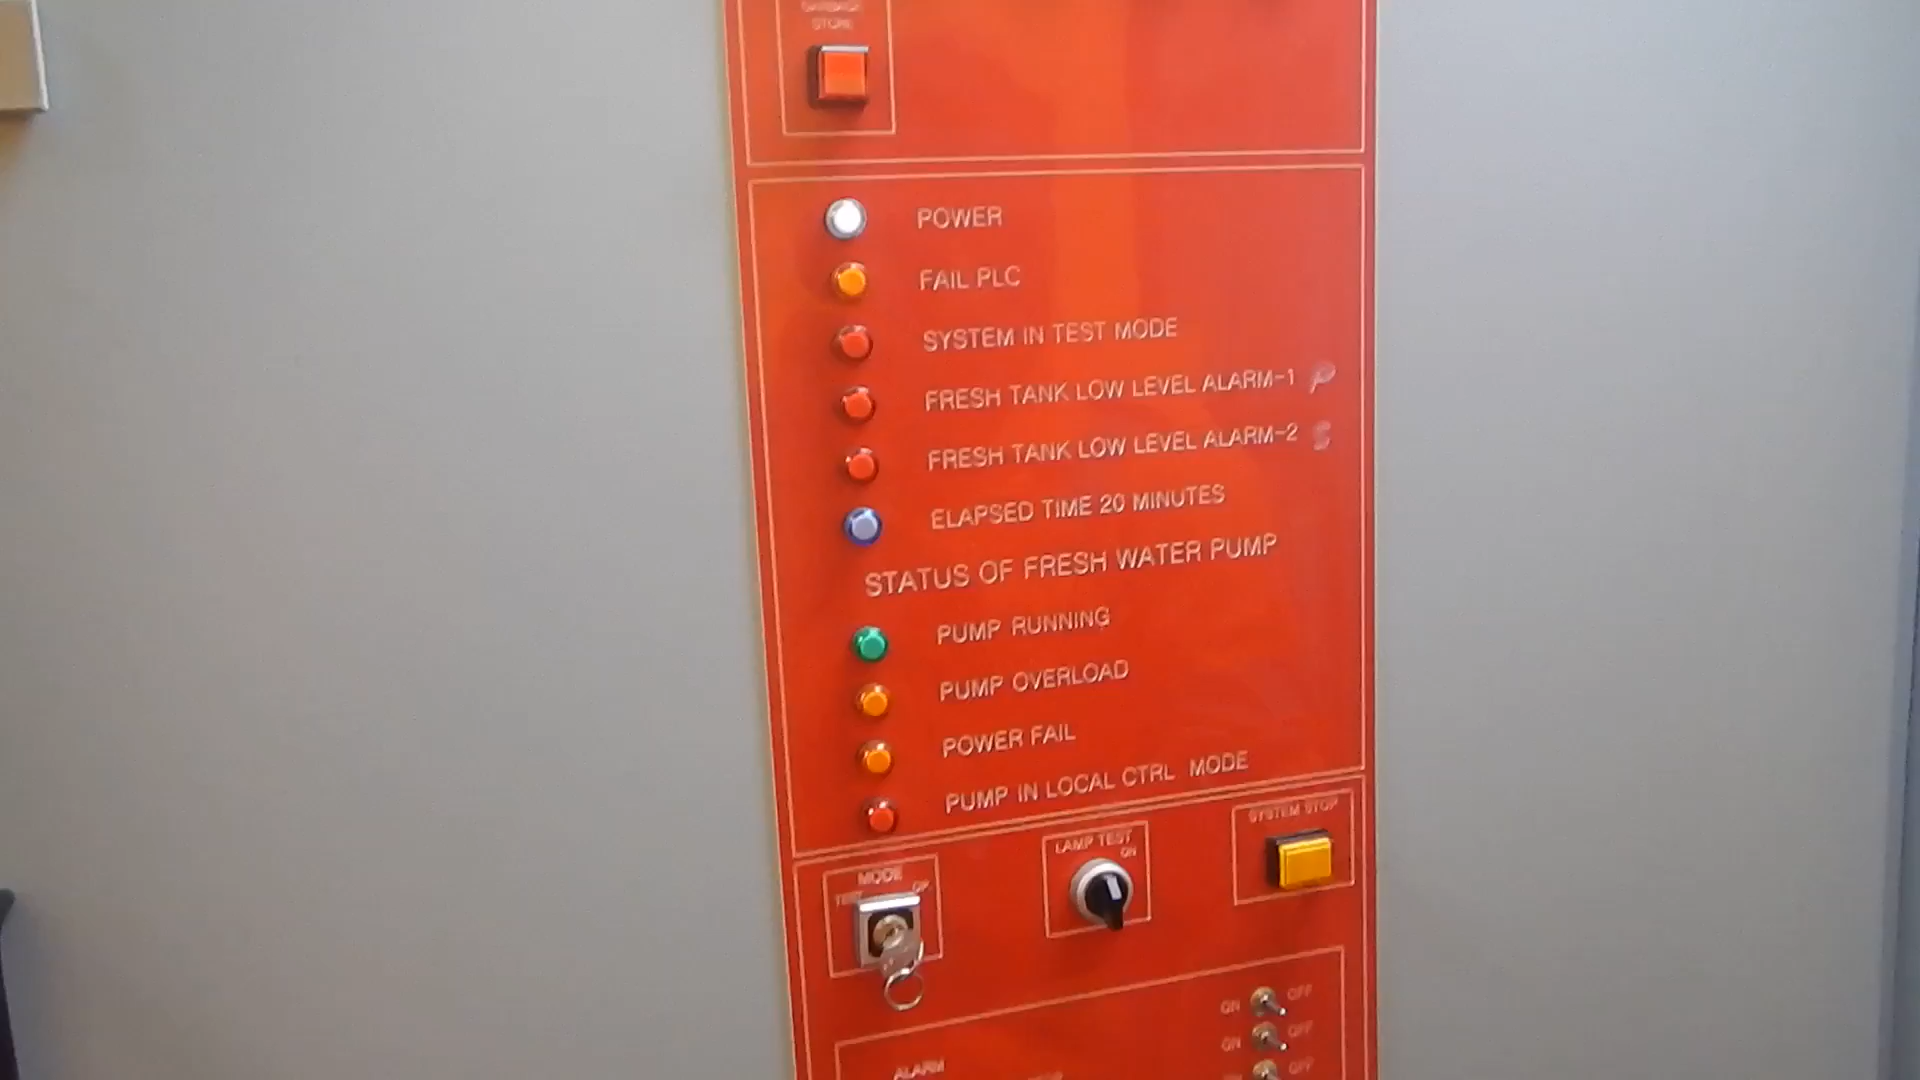 GARBAGE
STORE
POWER
FAIL PLC
SYSTEM IN TEST MODE
FRESH TANK LOW LEVEL ALARM-1 P
FRESH TANK LOW LEVEL ALARM-2 S
ELAPSED TIME 20 MINUTES
STATUS OF FRESH WATER PUMP
PUMP RUNNING
PUMP OVERLOAD
POWER FAIL
PUMP IN LOCAL CTRL MODE
SYSTEM STOP
LAMP TEST
ON
MODE
TEST OP
ON OFF
ON OFF
OFF
ALARM